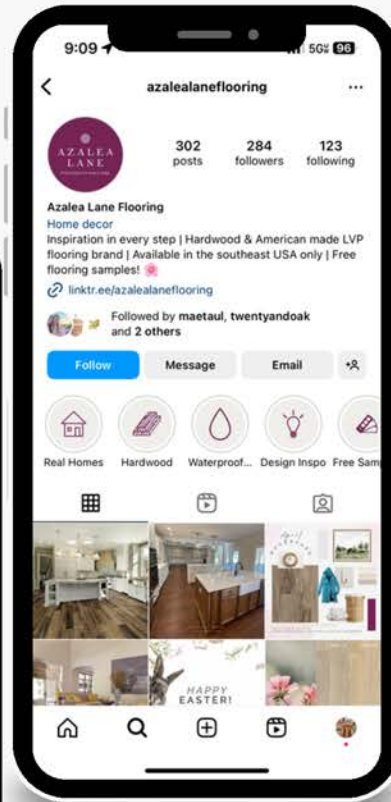 9:09
5G
96
azalealaneflooring
AZALEA
LANE
302
posts
284
followers
123
following
Azalea Lane Flooring
Home decor
Inspiration in every step | Hardwood & American made LVP
flooring brand | Available in the southeast USA only | Free
flooring samples!
linktr.ee/azalealaneflooring
Followed by maetaul, twentyandoak
and 2 others
Follow
Message
Email
Real Homes
Hardwood
Waterproof...
Design Inspo
Free Sam
April
HAPPY
EASTER!